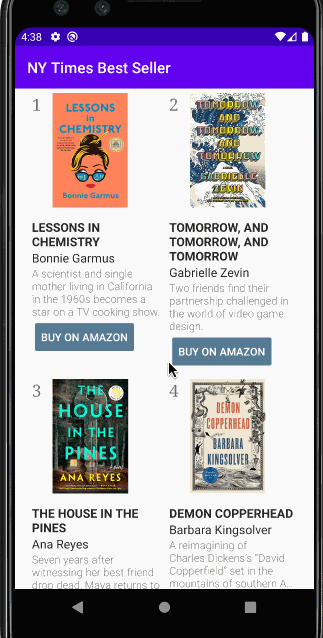 4:38
NY Times Best Seller
1
LESSONS
in
CHEMISTRY
Bonnie Garmus
2
TOMORROW,
AND
TOMORROW,
AND
TOMORROW
GABRIELLE
ZEVIN
LESSONS IN
CHEMISTRY
Bonnie Garmus
A scientist and single
mother living in California
in the 1960s becomes a
star on a TV cooking show.
BUY ON AMAZON
TOMORROW, AND
TOMORROW, AND
TOMORROW
Gabrielle Zevin
Two friends find their
partnership challenged in
the world of video game
design.
BUY ON AMAZON
3
THE
HOUSE
IN THE
PINES
ANA REYES
4
DEMON
COPPERHEAD
BARBARA
KINGSOLVER
THE HOUSE IN THE
PINES
Ana Reyes
Seven years after
witnessing her best friend
drop dead, Maya returns to
DEMON COPPERHEAD
Barbara Kingsolver
A reimagining of
Charles Dickens's "David
Copperfield" set in the
mountains of southern A...